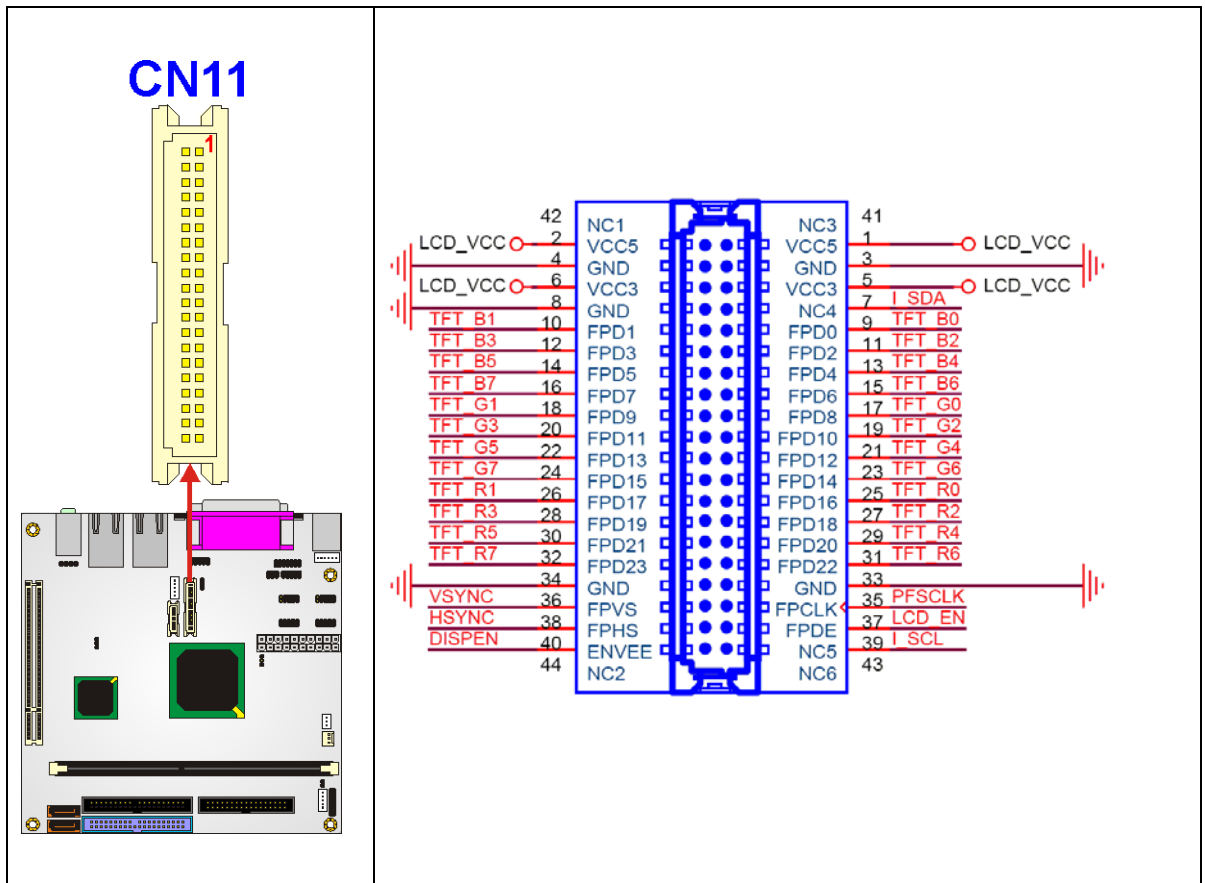 CN11
1
42 NC1 NC3 41
LCD_VCC 2 VCC5 VCC5 1 LCD_VCC
4 GND GND 3
LCD_VCC 6 VCC3 VCC3 5 LCD_VCC
8 GND NC4 7 I_SDA
TFT_B1 10 FPD1 FPD0 9 TFT_B0
TFT_B3 12 FPD3 FPD2 11 TFT_B2
TFT_B5 14 FPD5 FPD4 13 TFT_B4
TFT_B7 16 FPD7 FPD6 15 TFT_B6
TFT_G1 18 FPD9 FPD8 17 TFT_G0
TFT_G3 20 FPD11 FPD10 19 TFT_G2
TFT_G5 22 FPD13 FPD12 21 TFT_G4
TFT_G7 24 FPD15 FPD14 23 TFT_G6
TFT_R1 26 FPD17 FPD16 25 TFT_R0
TFT_R3 28 FPD19 FPD18 27 TFT_R2
TFT_R5 30 FPD21 FPD20 29 TFT_R4
TFT_R7 32 FPD23 FPD22 31 TFT_R6
34 GND GND 33
VSYNC 36 FPVS FPCLK 35 PFSCLK
HSYNC 38 FPHS FPDE 37 LCD_EN
DISPEN 40 ENVEE NC5 39 I_SCL
44 NC2 NC6 43